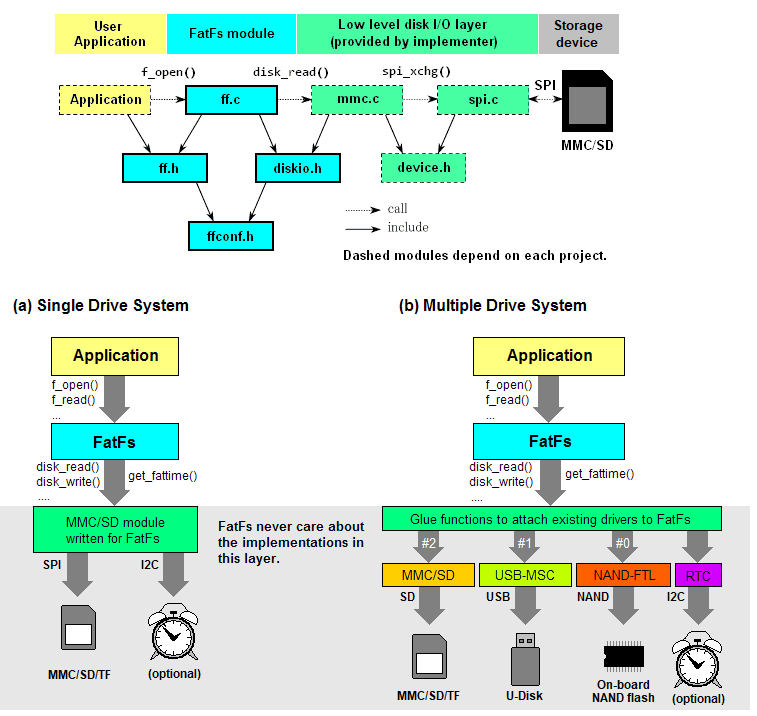 User
Application
FatFs module
Low level disk I/O layer
(provided by implementer)
Storage
device
f_open()
disk_read()
spi_xchg()
Application
ff.c
mmc.c
spi.c
SPI
MMC/SD
ff.h
diskio.h
device.h
ffconf.h
call
include
Dashed modules depend on each project.
(a) Single Drive System
Application
f_open()
f_read()
...
FatFs
disk_read()
disk_write()
....
get_fattime()
MMC/SD module
written for FatFs
SPI
I2C
MMC/SD/TF
(optional)
FatFs never care about
the implementations in
this layer.
(b) Multiple Drive System
Application
f_open()
f_read()
...
FatFs
disk_read()
disk_write()
....
get_fattime()
Glue functions to attach existing drivers to FatFs
#2
#1
#0
MMC/SD
USB-MSC
NAND-FTL
RTC
SD
USB
NAND
I2C
MMC/SD/TF
U-Disk
On-board
NAND flash
(optional)